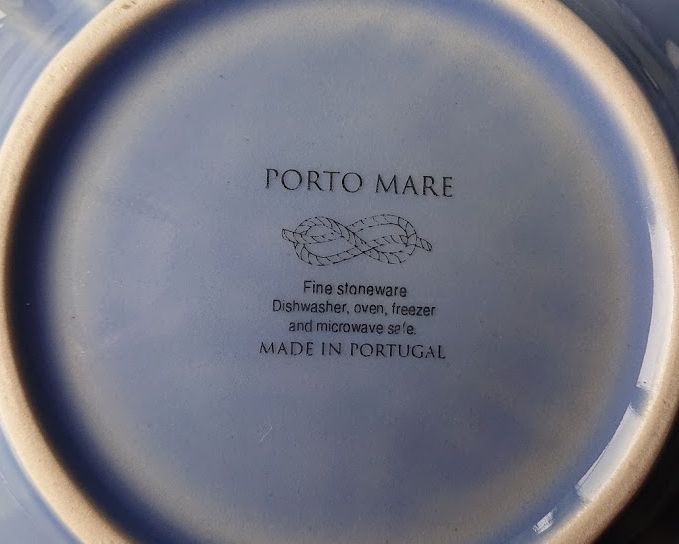 PORTO MARE
Fine stoneware
Dishwasher, oven, freezer
and microwave safe.
MADE IN PORTUGAL